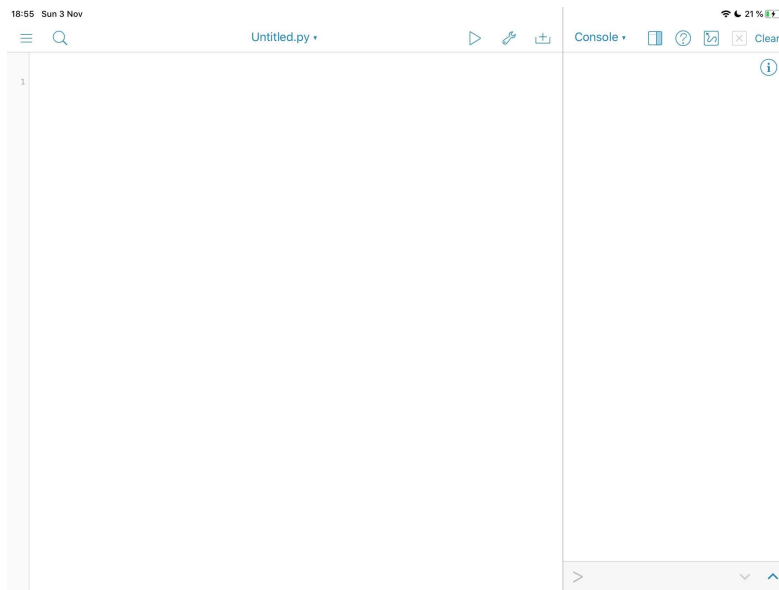 18:55 Sun 3 Nov
21 %
Untitled.py ▾
Console ▾
? Clear
i
1
>